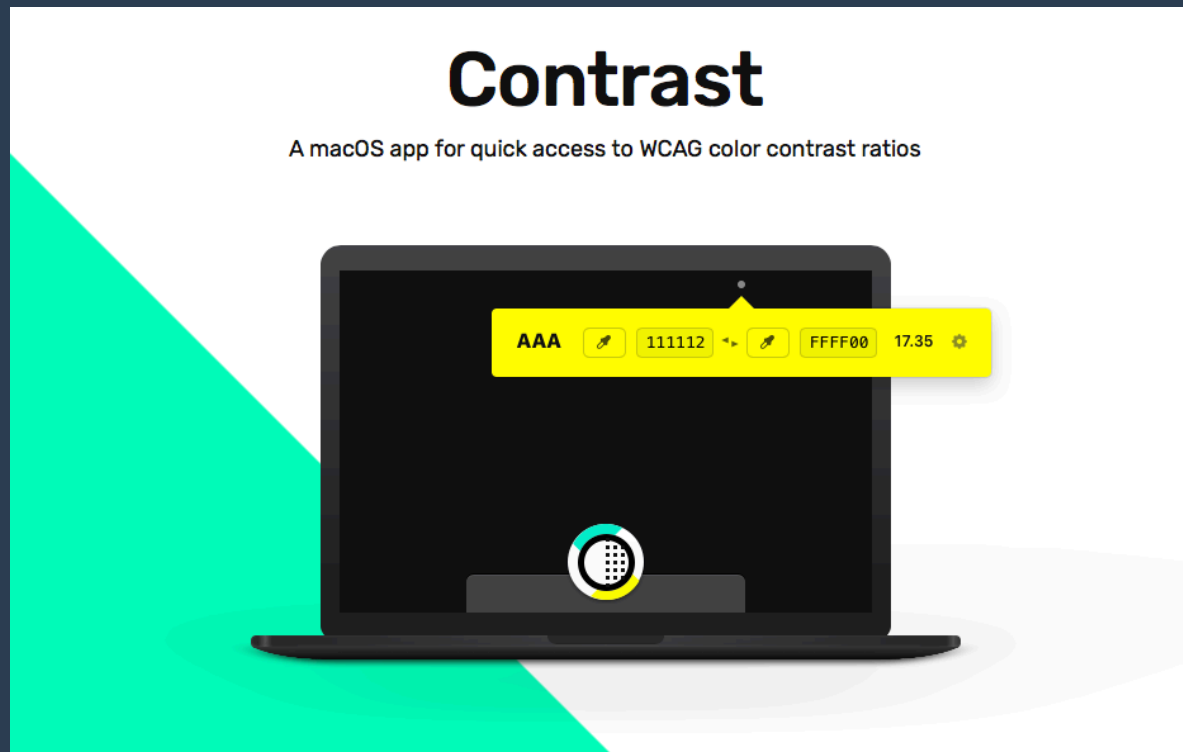 Contrast
A macOS app for quick access to WCAG color contrast ratios
AAA 111112 FFFF00 17.35